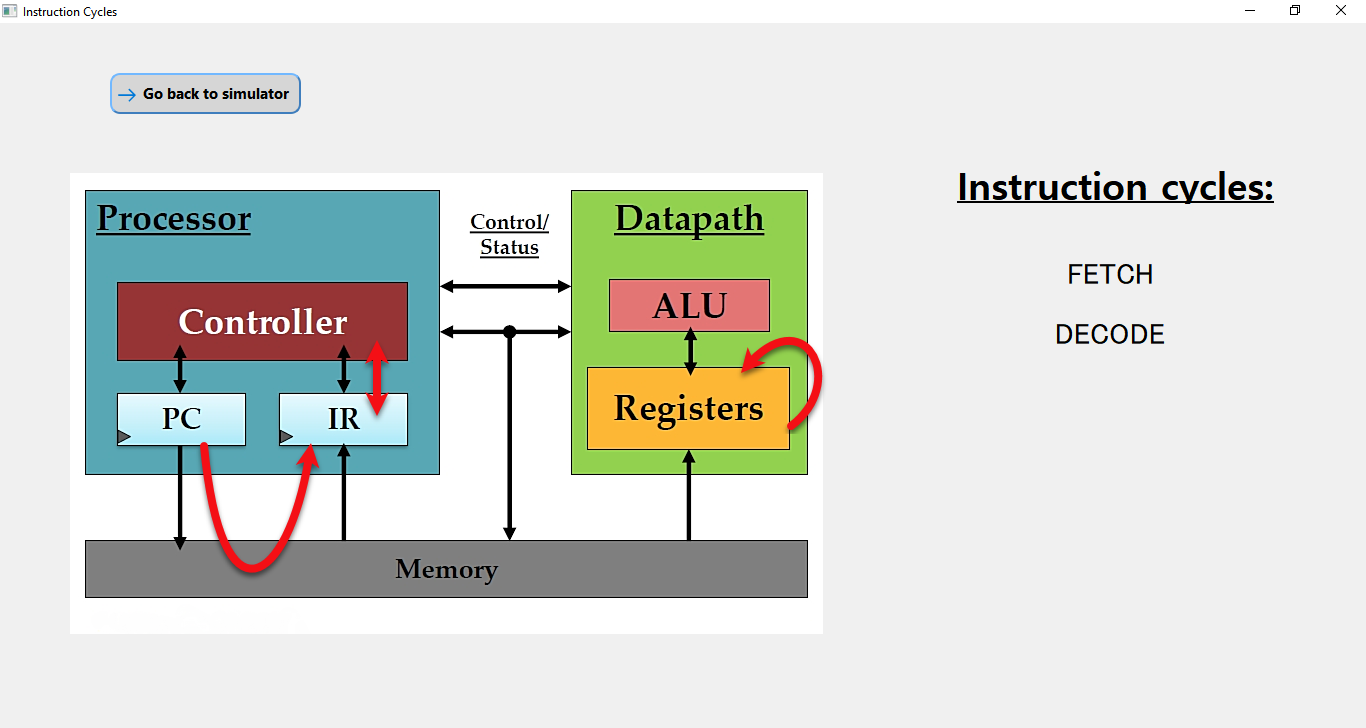 Instruction Cycles
Go back to simulator
Instruction cycles:
Processor
Control/
Status
Datapath
FETCH
ALU
Controller
DECODE
PC
IR
Registers
Memory